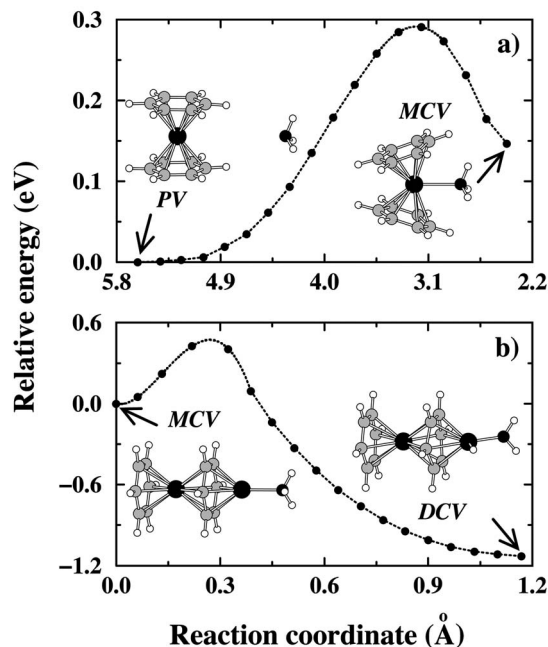 Relative energy (eV)
0.3
0.2
0.1
0.0
a)
PV
MCV
5.8 4.9 4.0 3.1 2.2
0.6
0.0
−0.6
−1.2
b)
MCV
DCV
0.0 0.3 0.6 0.9 1.2
Reaction coordinate (Å)